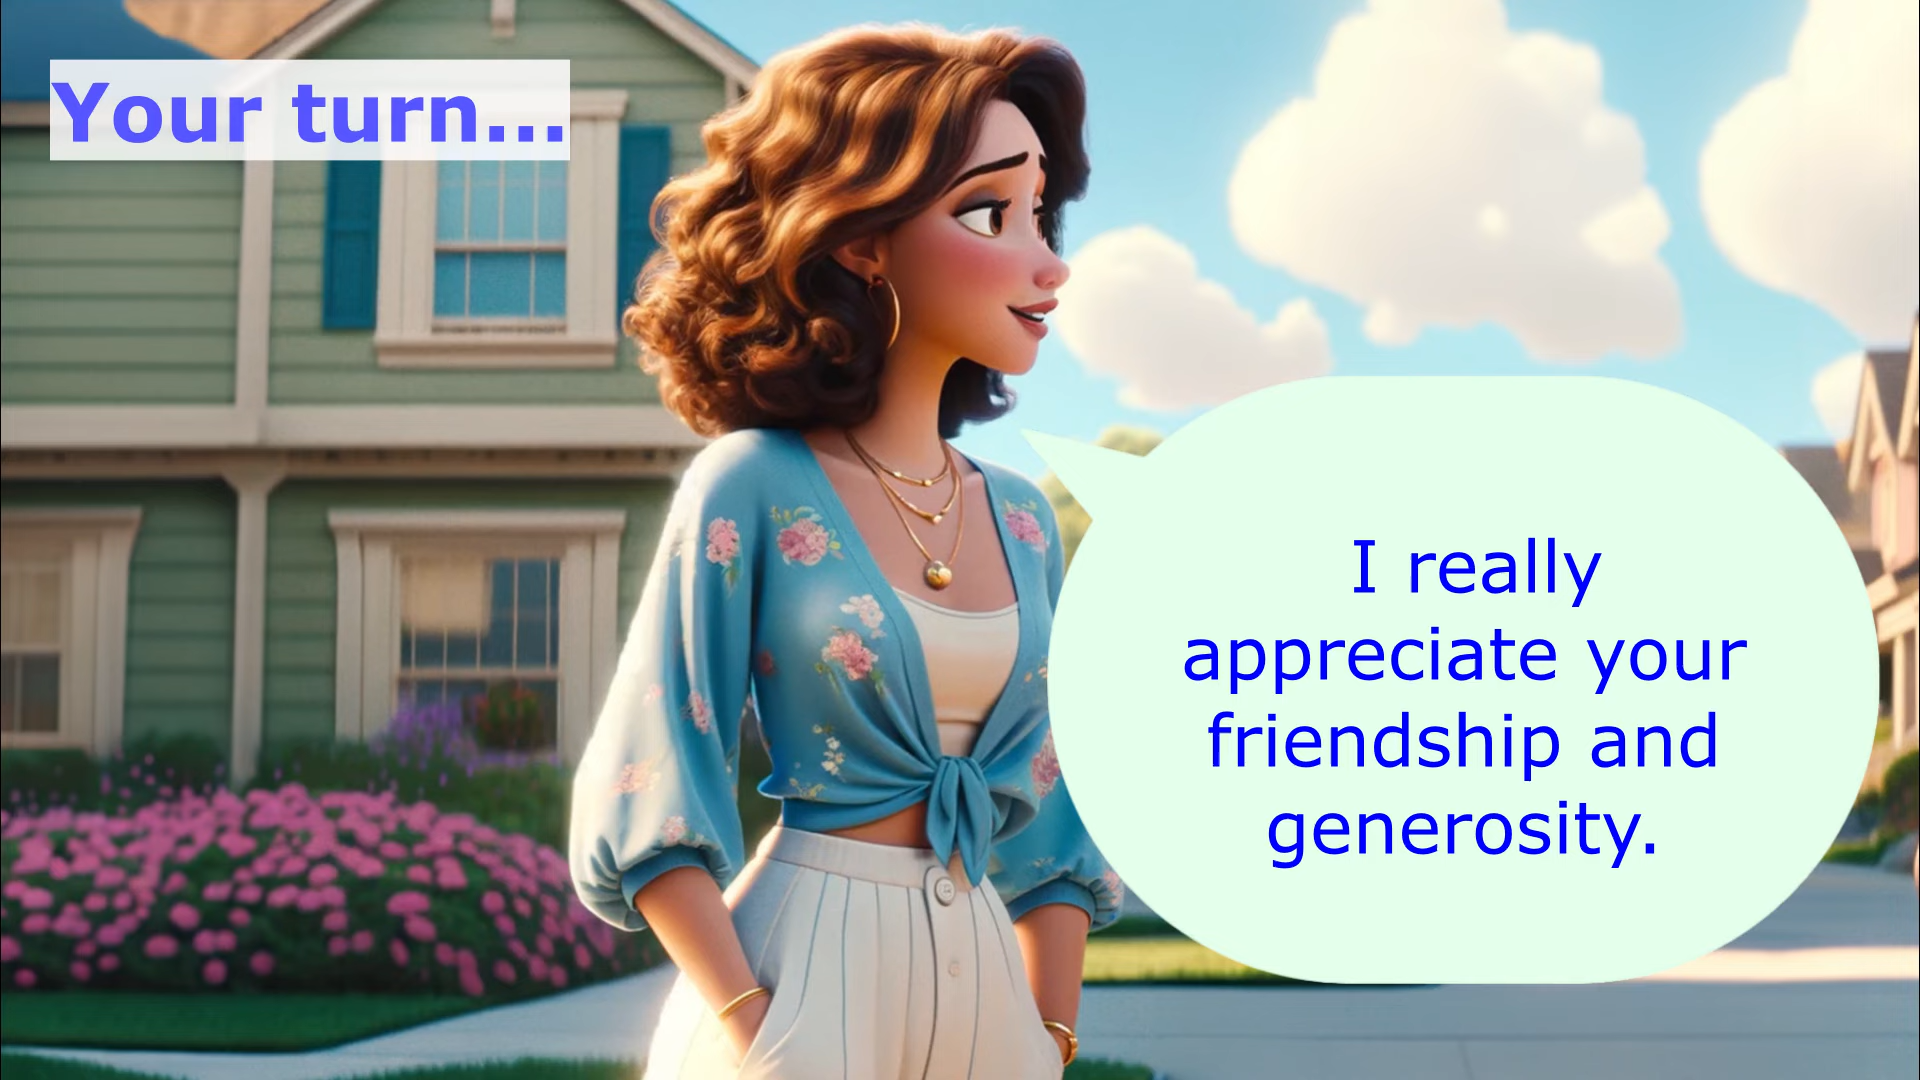 Your turn...
I really
appreciate your
friendship and
generosity.